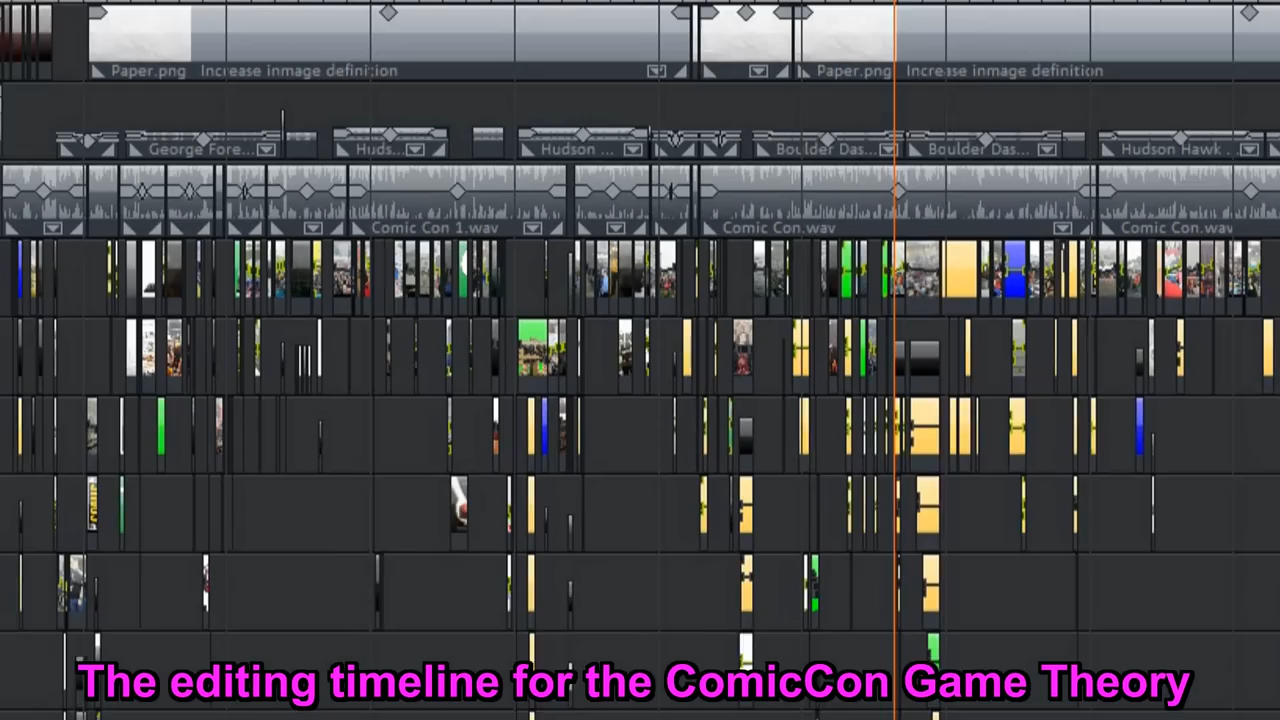 Paper.png Increase inmage definition
Paper.png Increase inmage definition
George Fore...
Huds...
Hudson ...
Boulder Das...
Boulder Das...
Hudson Hawk .
Comic Con 1.wav
Comic Con.wav
Comic Con.wav
COMIC
The editing timeline for the ComicCon Game Theory